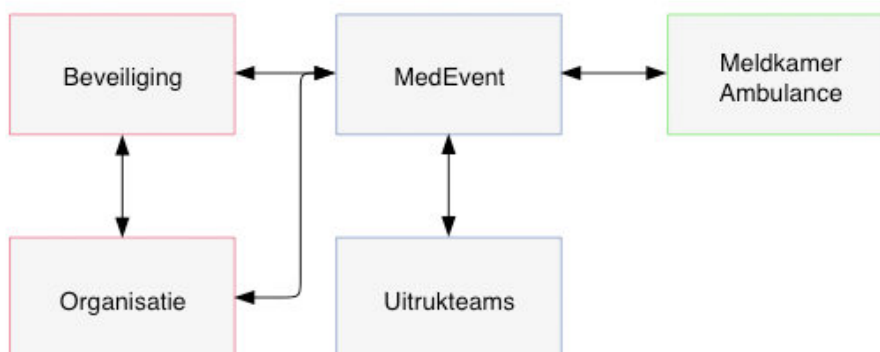 Beveiliging
MedEvent
Meldkamer
Ambulance
Organisatie
Uitrukteams